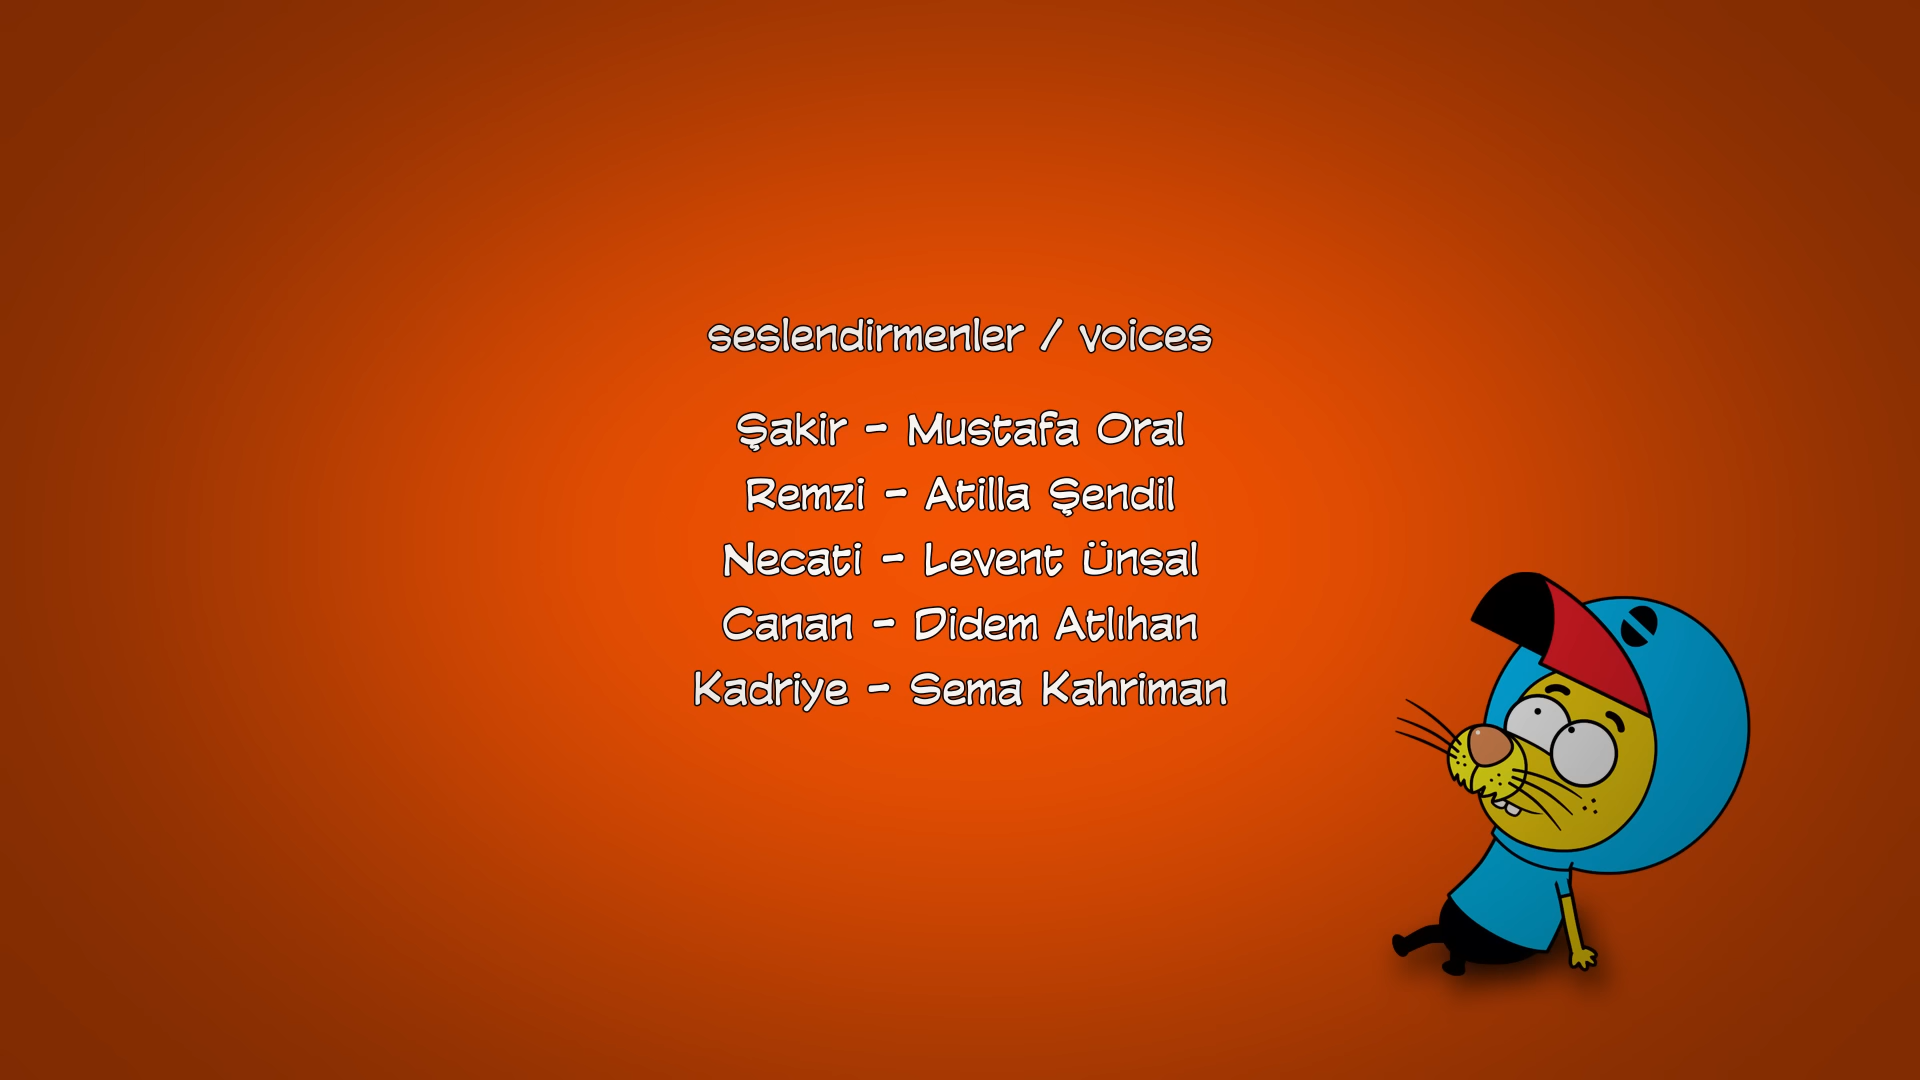 seslendirmenler / voices
Şakir - Mustafa Oral
Remzi - Atilla Şendil
Necati - Levent Ünsal
Canan - Didem Atlıhan
Kadriye - Sema Kahriman